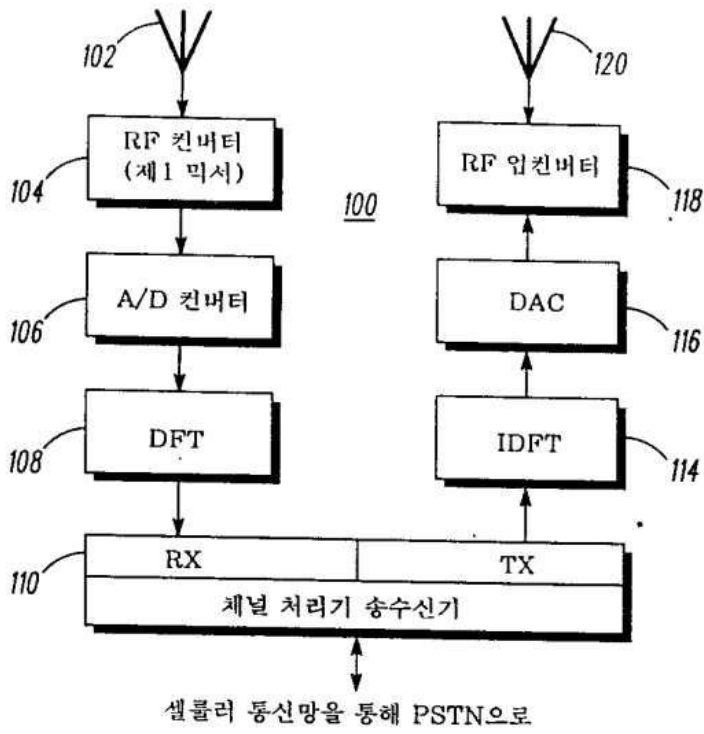 102
120
RF 컨버터
(제1 믹서)
104
RF 업컨버터
118
100
A/D 컨버터
106
DAC
116
DFT
108
IDFT
114
RX
TX
110
채널 처리기 송수신기
셀룰러 통신망을 통해 PSTN으로